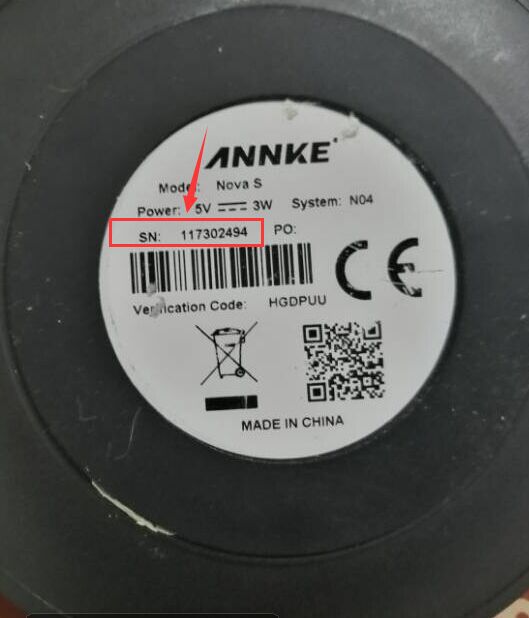 ANNKE
Model: Nova S
Power: 5V 3W System: N04
SN: 117302494 PO:
Verification Code: HGDPUU
CE
MADE IN CHINA